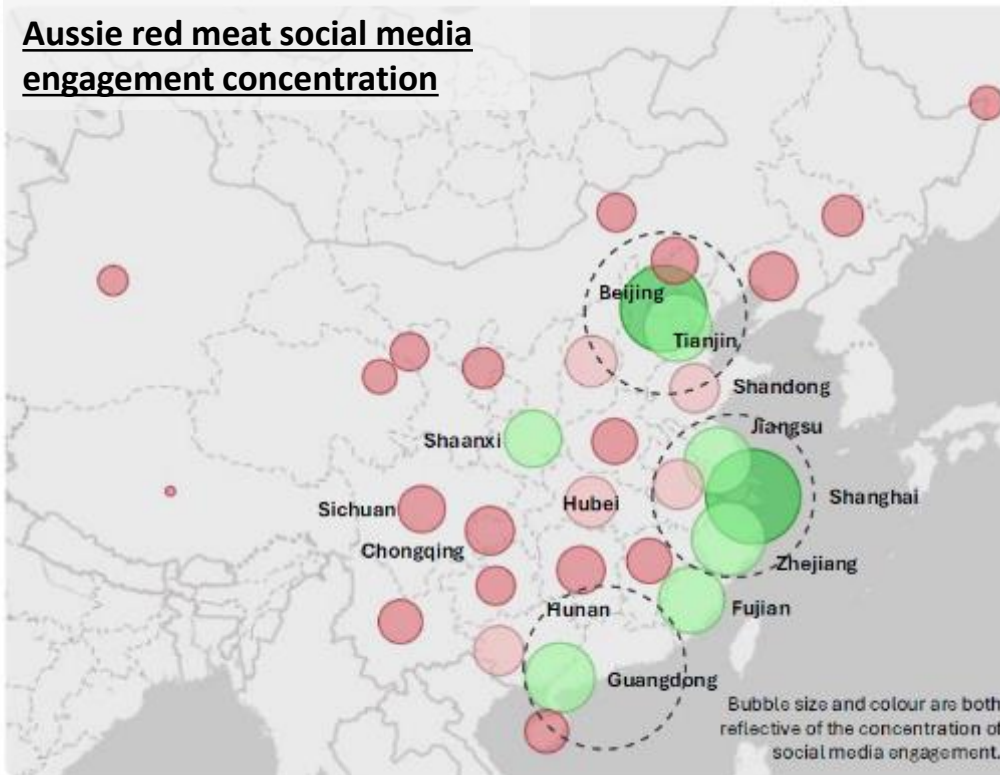 Aussie red meat social media
engagement concentration
Beijing
Tianjin
Shandong
Jiangsu
Shaanxi
Shanghai
Sichuan
Hubei
Chongqing
Zhejiang
Hunan
Fujian
Guangdong
Bubble size and colour are both
reflective of the concentration of
social media engagement.